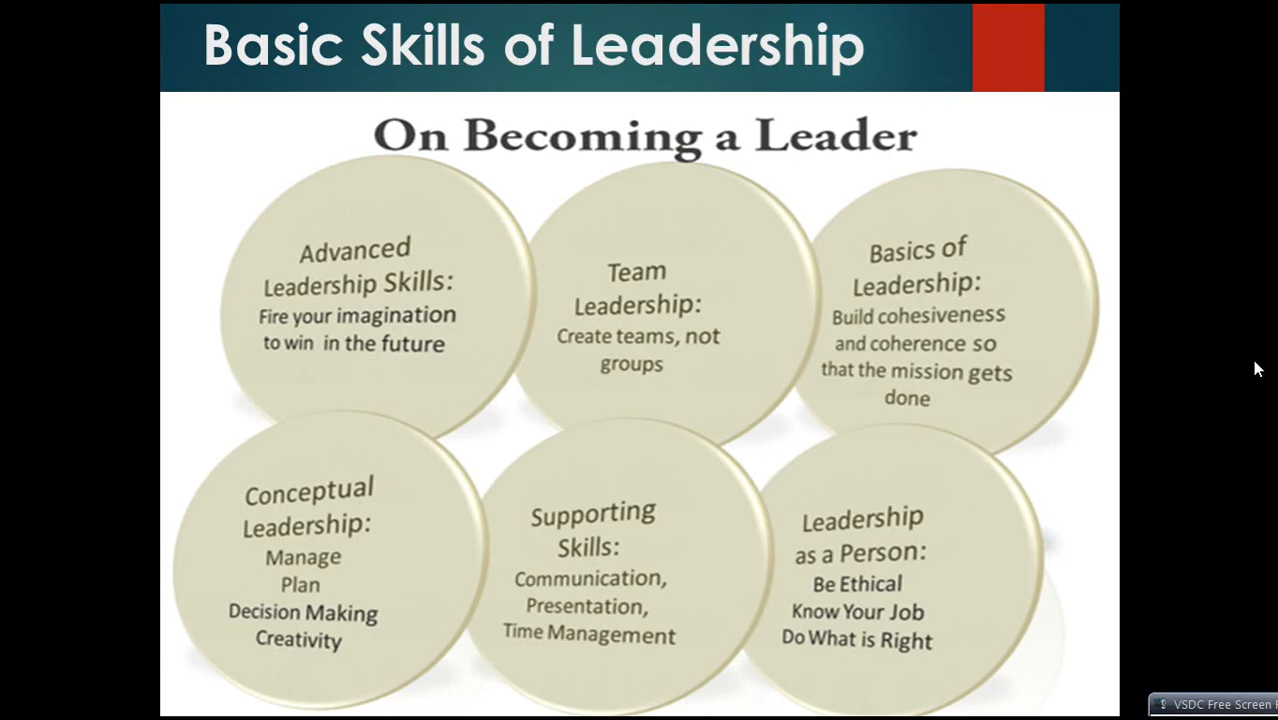 Basic Skills of Leadership
On Becoming a Leader
Advanced
Leadership Skills:
Fire your imagination
to win in the future
Team
Leadership:
Create teams, not
groups
Basics of
Leadership:
Build cohesiveness
and coherence so
that the mission gets
done
Conceptual
Leadership:
Manage
Plan
Decision Making
Creativity
Supporting
Skills:
Communication,
Presentation,
Time Management
Leadership
as a Person:
Be Ethical
Know Your Job
Do What is Right
VSDC Free Screen